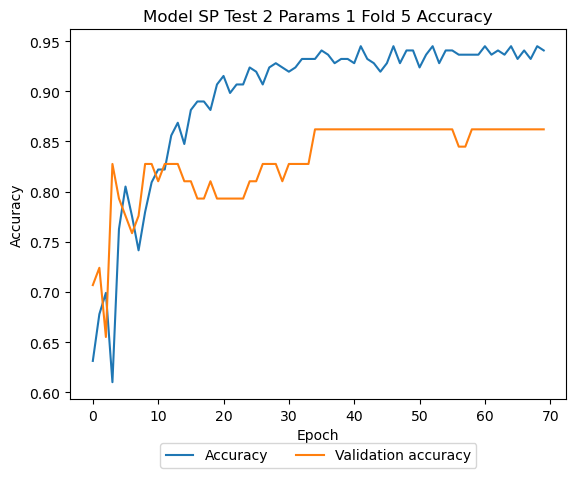 Model SP Test 2 Params 1 Fold 5 Accuracy
0.95
0.90
0.85
0.80
0.75
0.70
0.65
0.60
Accuracy
0 10 20 30 40 50 60 70
Epoch
Accuracy Validation accuracy